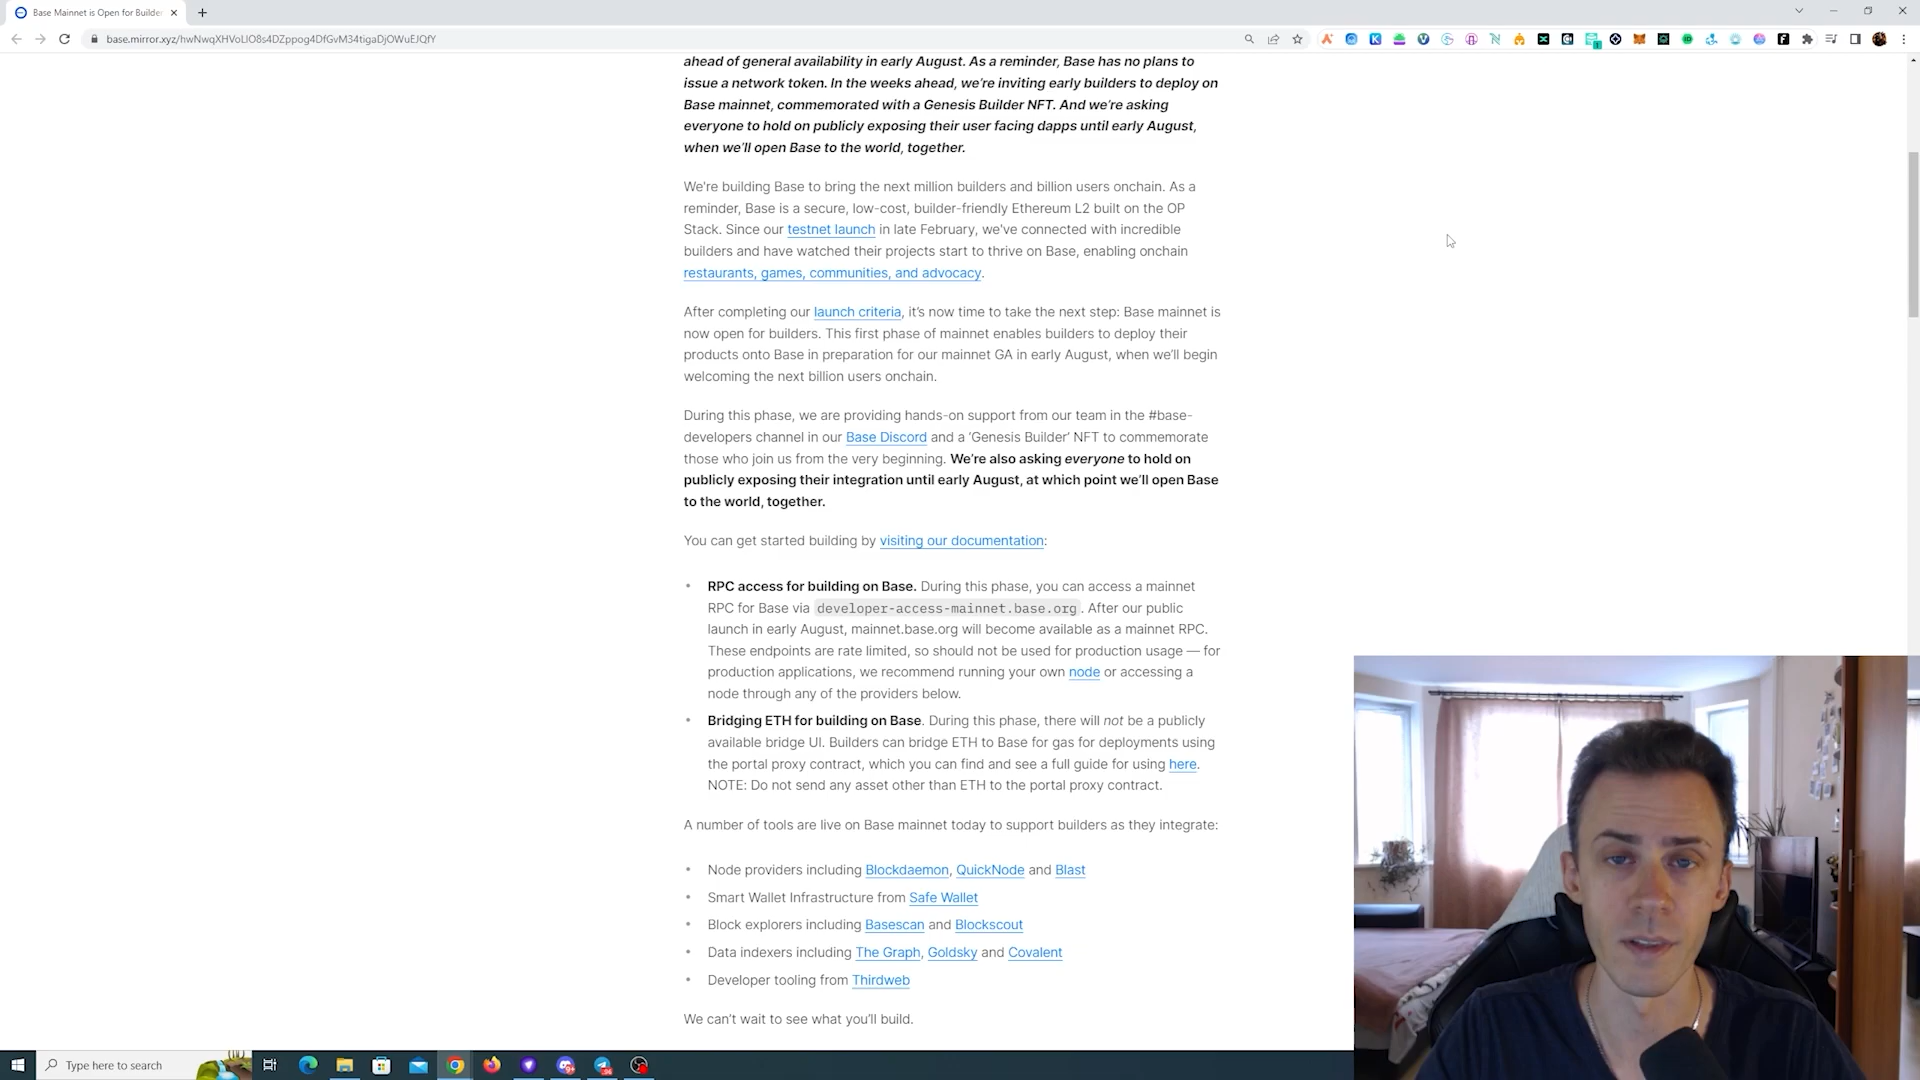 Base Mainnet is Open for Builder
base.mirror.xyz/hwNwqXHVoLlO8s4DZppog4DfGvM34tigaDjOWuEJQfY
ahead of general availability in early August. As a reminder, Base has no plans to
issue a network token. In the weeks ahead, we’re inviting early builders to deploy on
Base mainnet, commemorated with a Genesis Builder NFT. And we’re asking
everyone to hold on publicly exposing their user facing dapps until early August,
when we’ll open Base to the world, together.
We're building Base to bring the next million builders and billion users onchain. As a
reminder, Base is a secure, low-cost, builder-friendly Ethereum L2 built on the OP
Stack. Since our testnet launch in late February, we've connected with incredible
builders and have watched their projects start to thrive on Base, enabling onchain
restaurants, games, communities, and advocacy.
After completing our launch criteria, it’s now time to take the next step: Base mainnet is
now open for builders. This first phase of mainnet enables builders to deploy their
products onto Base in preparation for our mainnet GA in early August, when we’ll begin
welcoming the next billion users onchain.
During this phase, we are providing hands-on support from our team in the #base-
developers channel in our Base Discord and a ‘Genesis Builder’ NFT to commemorate
those who join us from the very beginning. We’re also asking everyone to hold on
publicly exposing their integration until early August, at which point we’ll open Base
to the world, together.
You can get started building by visiting our documentation:
• RPC access for building on Base. During this phase, you can access a mainnet
RPC for Base via developer-access-mainnet.base.org. After our public
launch in early August, mainnet.base.org will become available as a mainnet RPC.
These endpoints are rate limited, so should not be used for production usage — for
production applications, we recommend running your own node or accessing a
node through any of the providers below.
• Bridging ETH for building on Base. During this phase, there will not be a publicly
available bridge UI. Builders can bridge ETH to Base for gas for deployments using
the portal proxy contract, which you can find and see a full guide for using here.
NOTE: Do not send any asset other than ETH to the portal proxy contract.
A number of tools are live on Base mainnet today to support builders as they integrate:
• Node providers including Blockdaemon, QuickNode and Blast
• Smart Wallet Infrastructure from Safe Wallet
• Block explorers including Basescan and Blockscout
• Data indexers including The Graph, Goldsky and Covalent
• Developer tooling from Thirdweb
We can’t wait to see what you’ll build.
Type here to search